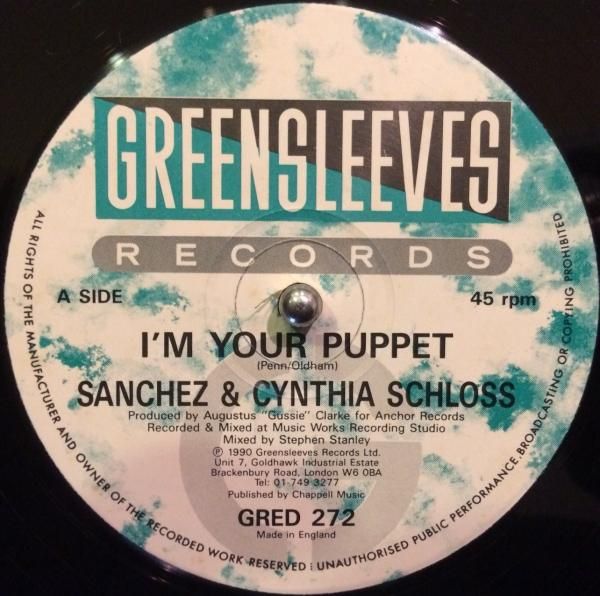 GREENSLEEVES
RECORDS
A SIDE
45 rpm
I'M YOUR PUPPET
(Penn/Oldham)
SANCHEZ & CYNTHIA SCHLOSS
Produced by Augustus "Gussie" Clarke for Anchor Records
Recorded & Mixed at Music Works Recording Studio
Mixed by Stephen Stanley
℗ 1990 Greensleeves Records Ltd.
Unit 7, Goldhawk Industrial Estate
Brackenbury Road, London W6 0BA
Tel: 01 749 3277
Published by Chappell Music
GRED 272
Made in England
ALL RIGHTS OF THE MANUFACTURER AND OWNER OF THE RECORDED WORK RESERVED : UNAUTHORISED PUBLIC PERFORMANCE. BROADCASTING OR COPYING PROHIBITED